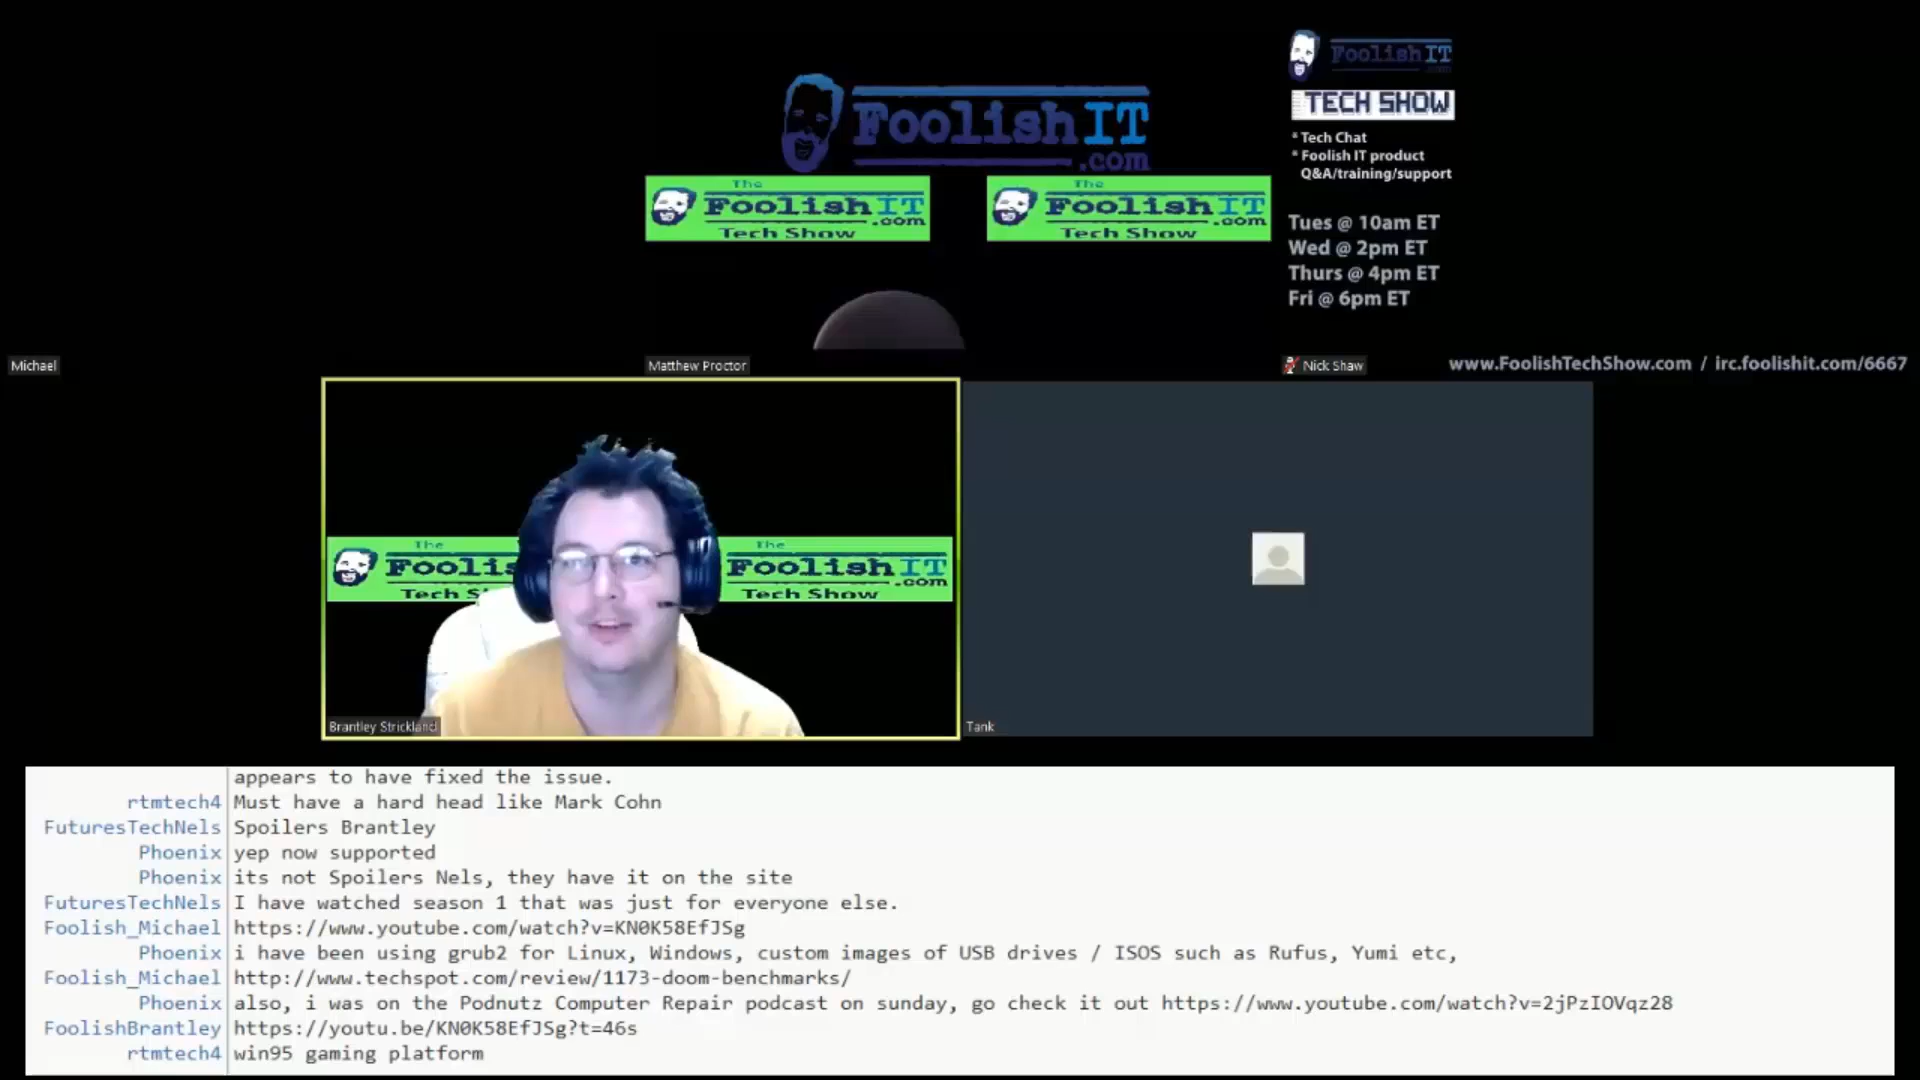 FoolishIT
.com
FoolishIT
.com
TECH SHOW
* Tech Chat
* Foolish IT product
Q&A/training/support
The
FoolishIT
.com
Tech Show
The
FoolishIT
.com
Tech Show
Tues @ 10am ET
Wed @ 2pm ET
Thurs @ 4pm ET
Fri @ 6pm ET
Michael
Matthew Proctor
Nick Shaw
www.FoolishTechShow.com / irc.foolishit.com/6667
The
Foolis
Tech S
The
FoolishIT
.com
Tech Show
Brantley Strickland
Tank
appears to have fixed the issue.
rtmtech4 Must have a hard head like Mark Cohn
FuturesTechNels Spoilers Brantley
Phoenix yep now supported
Phoenix its not Spoilers Nels, they have it on the site
FuturesTechNels I have watched season 1 that was just for everyone else.
Foolish_Michael https://www.youtube.com/watch?v=KN0K58EfJSg
Phoenix i have been using grub2 for Linux, Windows, custom images of USB drives / ISOS such as Rufus, Yumi etc,
Foolish_Michael http://www.techspot.com/review/1173-doom-benchmarks/
Phoenix also, i was on the Podnutz Computer Repair podcast on sunday, go check it out https://www.youtube.com/watch?v=2jPzIOVqz28
FoolishBrantley https://youtu.be/KN0K58EfJSg?t=46s
rtmtech4 win95 gaming platform